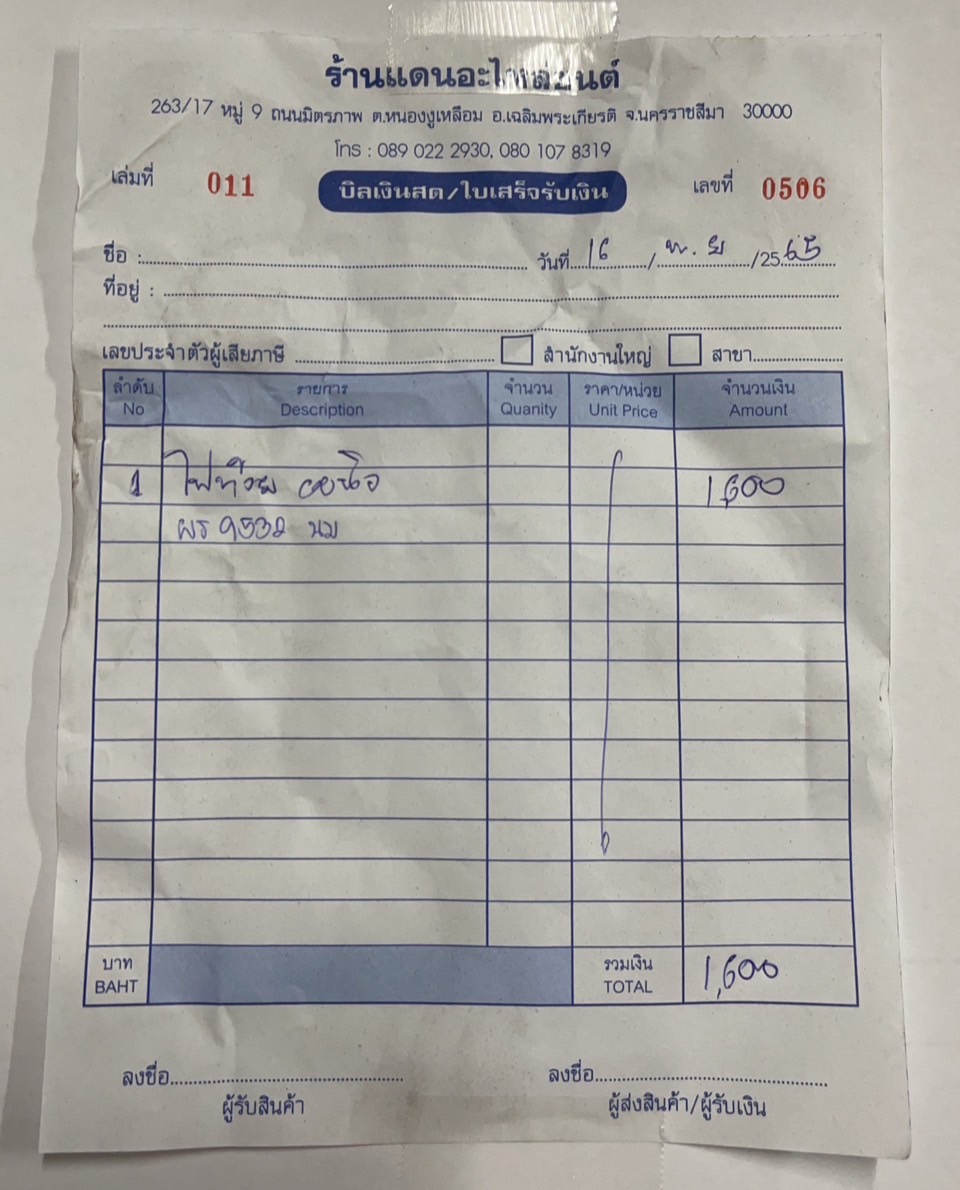 ร้านแดนอะไหล่ยนต์
263/17 หมู่ 9 ถนนมิตรภาพ ต.หนองงูเหลือม อ.เฉลิมพระเกียรติ จ.นครราชสีมา 30000
โทร : 089 022 2930, 080 107 8319
เล่มที่ 011 บิลเงินสด/ใบเสร็จรับเงิน เลขที่ 0506
ชื่อ : วันที่ 16 / พ.ย /2565
ที่อยู่ :
เลขประจำตัวผู้เสียภาษี สำนักงานใหญ่ สาขา
ลำดับ รายการ จำนวน ราคา/หน่วย จำนวนเงิน
No Description Quanity Unit Price Amount
1 ไฟท้าย 1,600
ผร 9532 นม
บาท รวมเงิน 1,600
BAHT TOTAL
ลงชื่อ ลงชื่อ
ผู้รับสินค้า ผู้ส่งสินค้า/ผู้รับเงิน